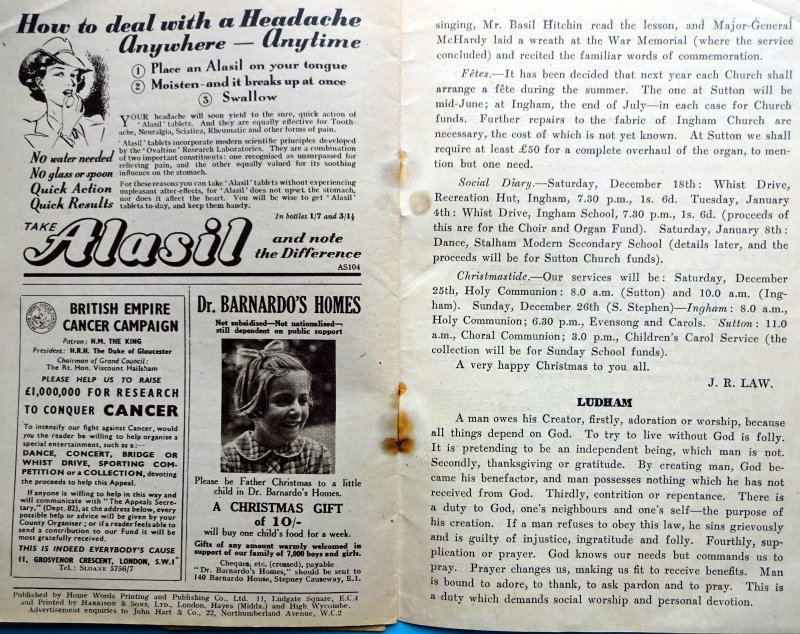 How to deal with a Headache
Anywhere — Anytime
1 Place an Alasil on your tongue
2 Moisten—and it breaks up at once
3 Swallow
YOUR headache will soon yield to the sure, quick action of
'Alasil' tablets. And they are equally effective for Tooth-
ache, Neuralgia, Sciatica, Rheumatic and other forms of pain.
'Alasil' tablets incorporate modern scientific principles developed
by the 'Ovaltine' Research Laboratories. They are a combination
of two important constituents: one recognised as unsurpassed for
relieving pain, and the other equally valued for its soothing
influence on the stomach.
For these reasons you can take 'Alasil' tablets without experiencing
unpleasant after-effects, for 'Alasil' does not upset the stomach,
nor does it affect the heart. You will be wise to get 'Alasil'
tablets to-day, and keep them handy.
No water needed
No glass or spoon
Quick Action
Quick Results
In bottles 1/7 and 3/1½
TAKE
Alasil
and note
the Difference
AS104
BRITISH EMPIRE
CANCER CAMPAIGN
Patron: H.M. THE KING
President: H.R.H. The Duke of Gloucester
Chairman of Grand Council:
The Rt. Hon. Viscount Hailsham
PLEASE HELP US TO RAISE
£1,000,000 FOR RESEARCH
TO CONQUER CANCER
To intensify our fight against Cancer, would
you the reader be willing to help organise a
special entertainment, such as a:—
DANCE, CONCERT, BRIDGE OR
WHIST DRIVE, SPORTING COM-
PETITION or a COLLECTION, devoting
the proceeds to help this Appeal.
If anyone is willing to help in this way and
will communicate with "The Appeals Secre-
tary," (Dept. 82), at the address below, every
possible help or advice will be given by your
County Organiser; or if a reader feels able to
send a contribution to our Fund it will be
most gratefully received.
THIS IS INDEED EVERYBODY'S CAUSE
11, GROSVENOR CRESCENT, LONDON, S.W.1
TEL.: SLOANE 5756/7
Dr. BARNARDO'S HOMES
Not subsidised—Not nationalised—
still dependent on public support
Please be Father Christmas to a little
child in Dr. Barnardo's Homes.
A CHRISTMAS GIFT
of 10/-
will buy one child's food for a week.
Gifts of any amount warmly welcomed in
support of our family of 7,000 boys and girls.
Cheques, etc. (crossed), payable
"Dr. Barnardo's Homes," should be sent to
140 Barnardo House, Stepney Causeway, E.1.
Published by Home Words Printing and Publishing Co., Ltd. 11, Ludgate Square, E.C.4
and Printed by HARRISON & SONS, LTD., London, Hayes (Middx.) and High Wycombe.
Advertisement enquiries to John Hart & Co., 22, Northumberland Avenue, W.C.2
singing, Mr. Basil Hitchin read the lesson, and Major-General
McHardy laid a wreath at the War Memorial (where the service
concluded) and recited the familiar words of commemoration.
Fêtes.—It has been decided that next year each Church shall
arrange a fête during the summer. The one at Sutton will be
mid-June; at Ingham, the end of July—in each case for Church
funds. Further repairs to the fabric of Ingham Church are
necessary, the cost of which is not yet known. At Sutton we shall
require at least £50 for a complete overhaul of the organ, to men-
tion but one need.
Social Diary.—Saturday, December 18th: Whist Drive,
Recreation Hut, Ingham, 7.30 p.m., 1s. 6d. Tuesday, January
4th: Whist Drive, Ingham School, 7.30 p.m., 1s. 6d. (proceeds of
this are for the Choir and Organ Fund). Saturday, January 8th:
Dance, Stalham Modern Secondary School (details later, and the
proceeds will be for Sutton Church funds).
Christmastide.—Our services will be: Saturday, December
25th, Holy Communion: 8.0 a.m. (Sutton) and 10.0 a.m. (Ing-
ham). Sunday, December 26th (S. Stephen)—Ingham: 8.0 a.m.,
Holy Communion; 6.30 p.m., Evensong and Carols. Sutton: 11.0
a.m., Choral Communion; 3.0 p.m., Children's Carol Service (the
collection will be for Sunday School funds).
A very happy Christmas to you all.
J. R. LAW.
LUDHAM
A man owes his Creator, firstly, adoration or worship, because
all things depend on God. To try to live without God is folly.
It is pretending to be an independent being, which man is not.
Secondly, thanksgiving or gratitude. By creating man, God be-
came his benefactor, and man possesses nothing which he has not
received from God. Thirdly, contrition or repentance. There is
a duty to God, one's neighbours and one's self—the purpose of
his creation. If a man refuses to obey this law, he sins grievously
and is guilty of injustice, ingratitude and folly. Fourthly, sup-
plication or prayer. God knows our needs but commands us to
pray. Prayer changes us, making us fit to receive benefits. Man
is bound to adore, to thank, to ask pardon and to pray. This is
a duty which demands social worship and personal devotion.